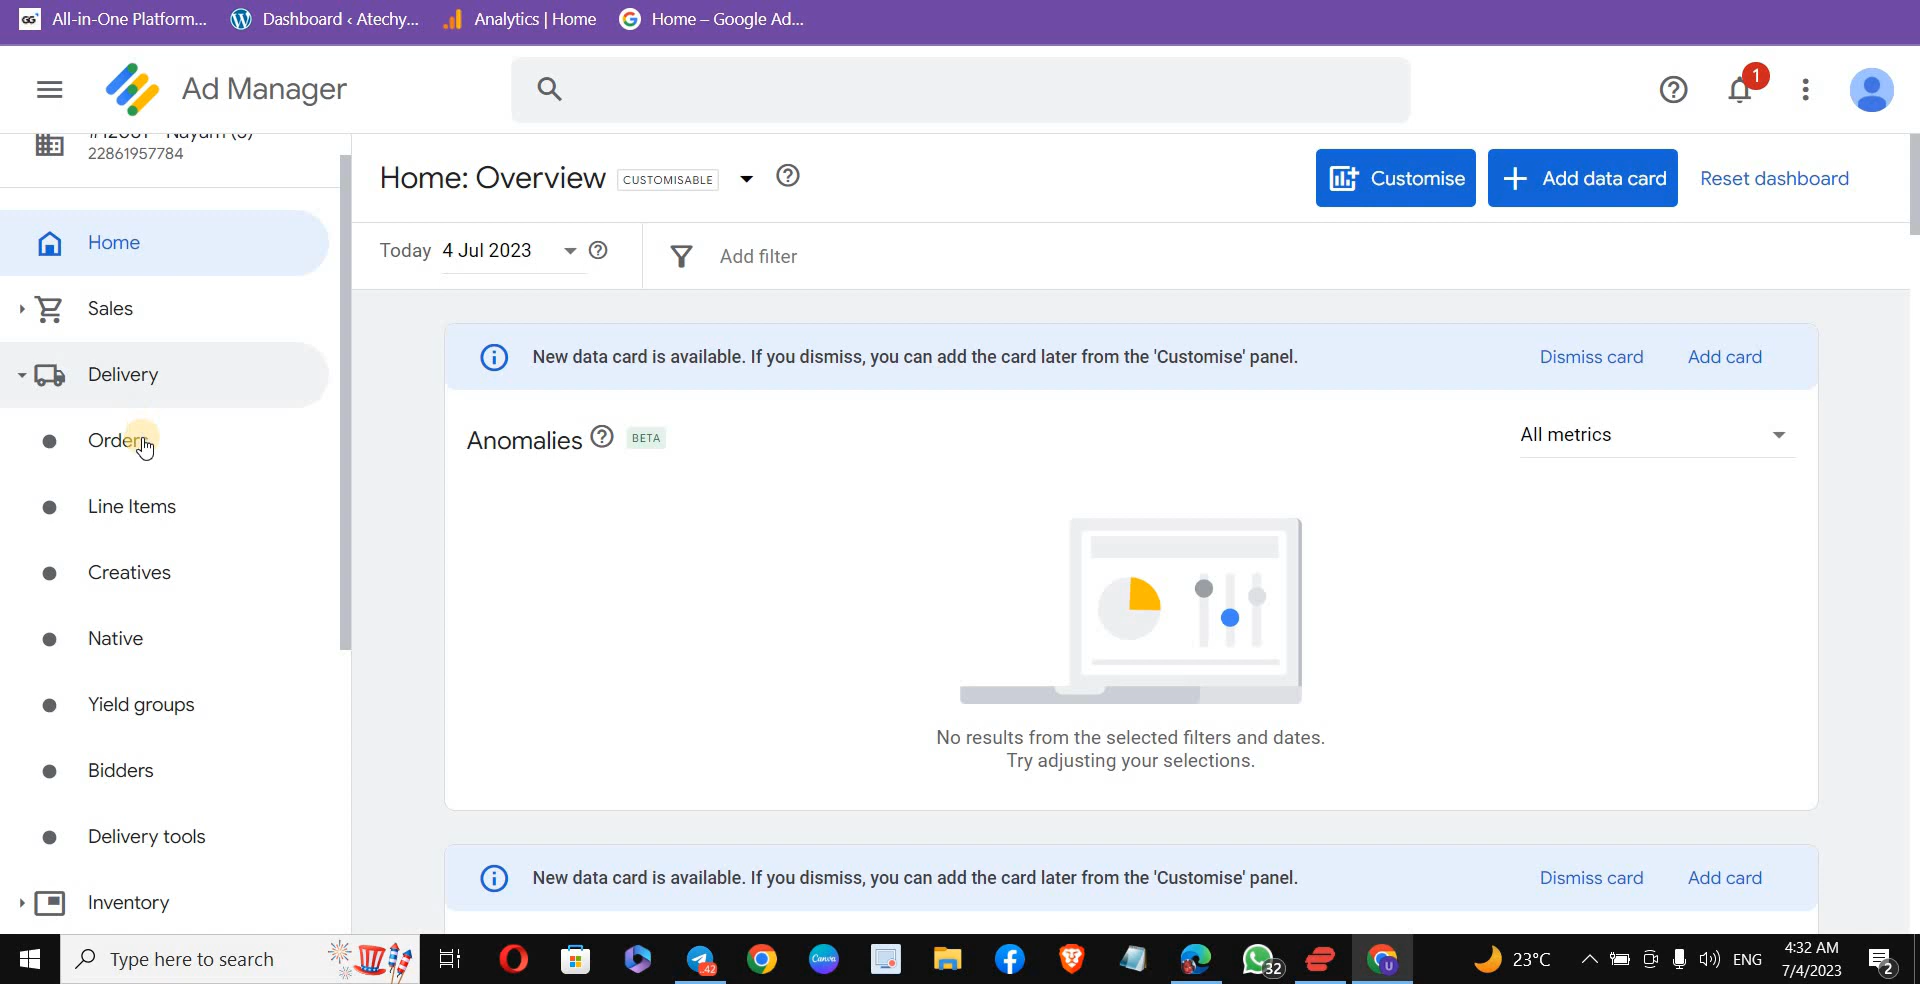 All-in-One Platform...
Dashboard ‹ Atechy...
Analytics | Home
Home – Google Ad...
Ad Manager
1
22861957784
Home: Overview
CUSTOMISABLE
Customise
Add data card
Reset dashboard
Today
4 Jul 2023
Add filter
Home
Sales
Delivery
Orders
Line Items
Creatives
Native
Yield groups
Bidders
Delivery tools
Inventory
New data card is available. If you dismiss, you can add the card later from the 'Customise' panel.
Dismiss card
Add card
Anomalies
BETA
All metrics
No results from the selected filters and dates.
Try adjusting your selections.
New data card is available. If you dismiss, you can add the card later from the 'Customise' panel.
Dismiss card
Add card
Type here to search
42
Canva
32
U
23°C
ENG
4:32 AM
7/4/2023
2